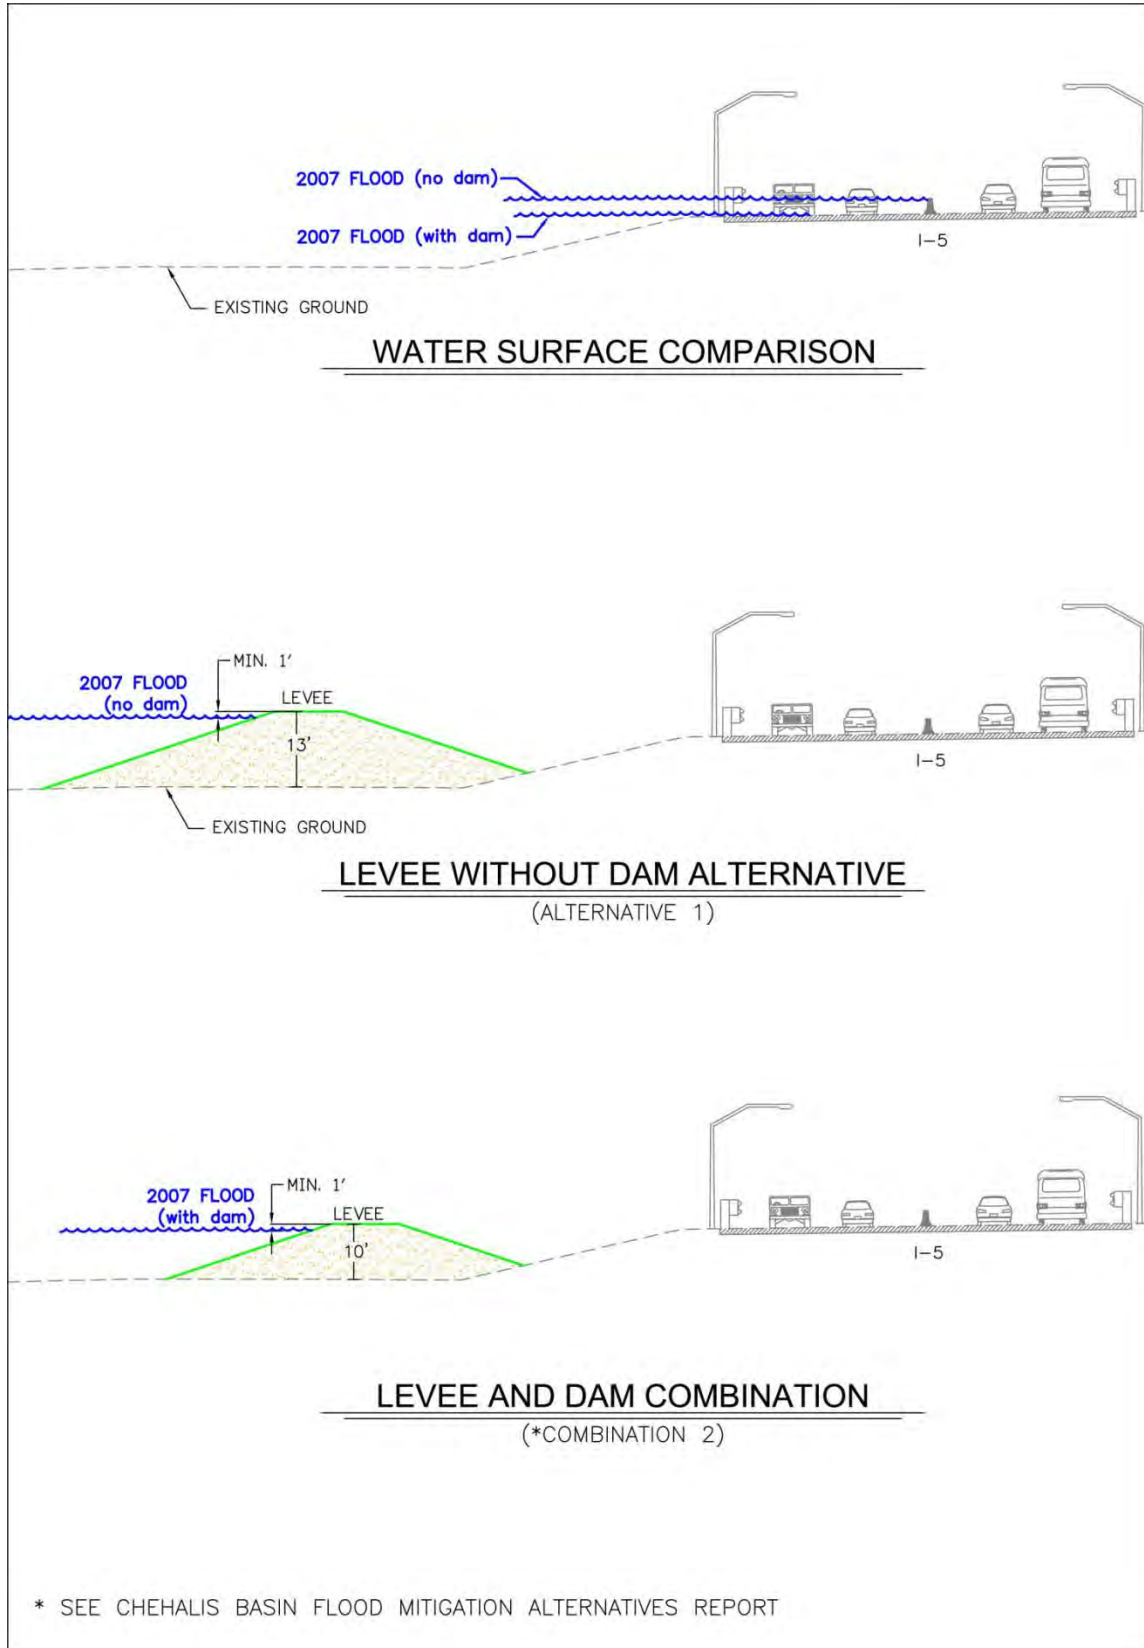 2007 FLOOD (no dam)
2007 FLOOD (with dam)
I-5
EXISTING GROUND
WATER SURFACE COMPARISON
MIN. 1'
2007 FLOOD
(no dam)
LEVEE
13'
I-5
EXISTING GROUND
LEVEE WITHOUT DAM ALTERNATIVE
(ALTERNATIVE 1)
MIN. 1'
2007 FLOOD
(with dam)
LEVEE
10'
I-5
LEVEE AND DAM COMBINATION
(*COMBINATION 2)
* SEE CHEHALIS BASIN FLOOD MITIGATION ALTERNATIVES REPORT